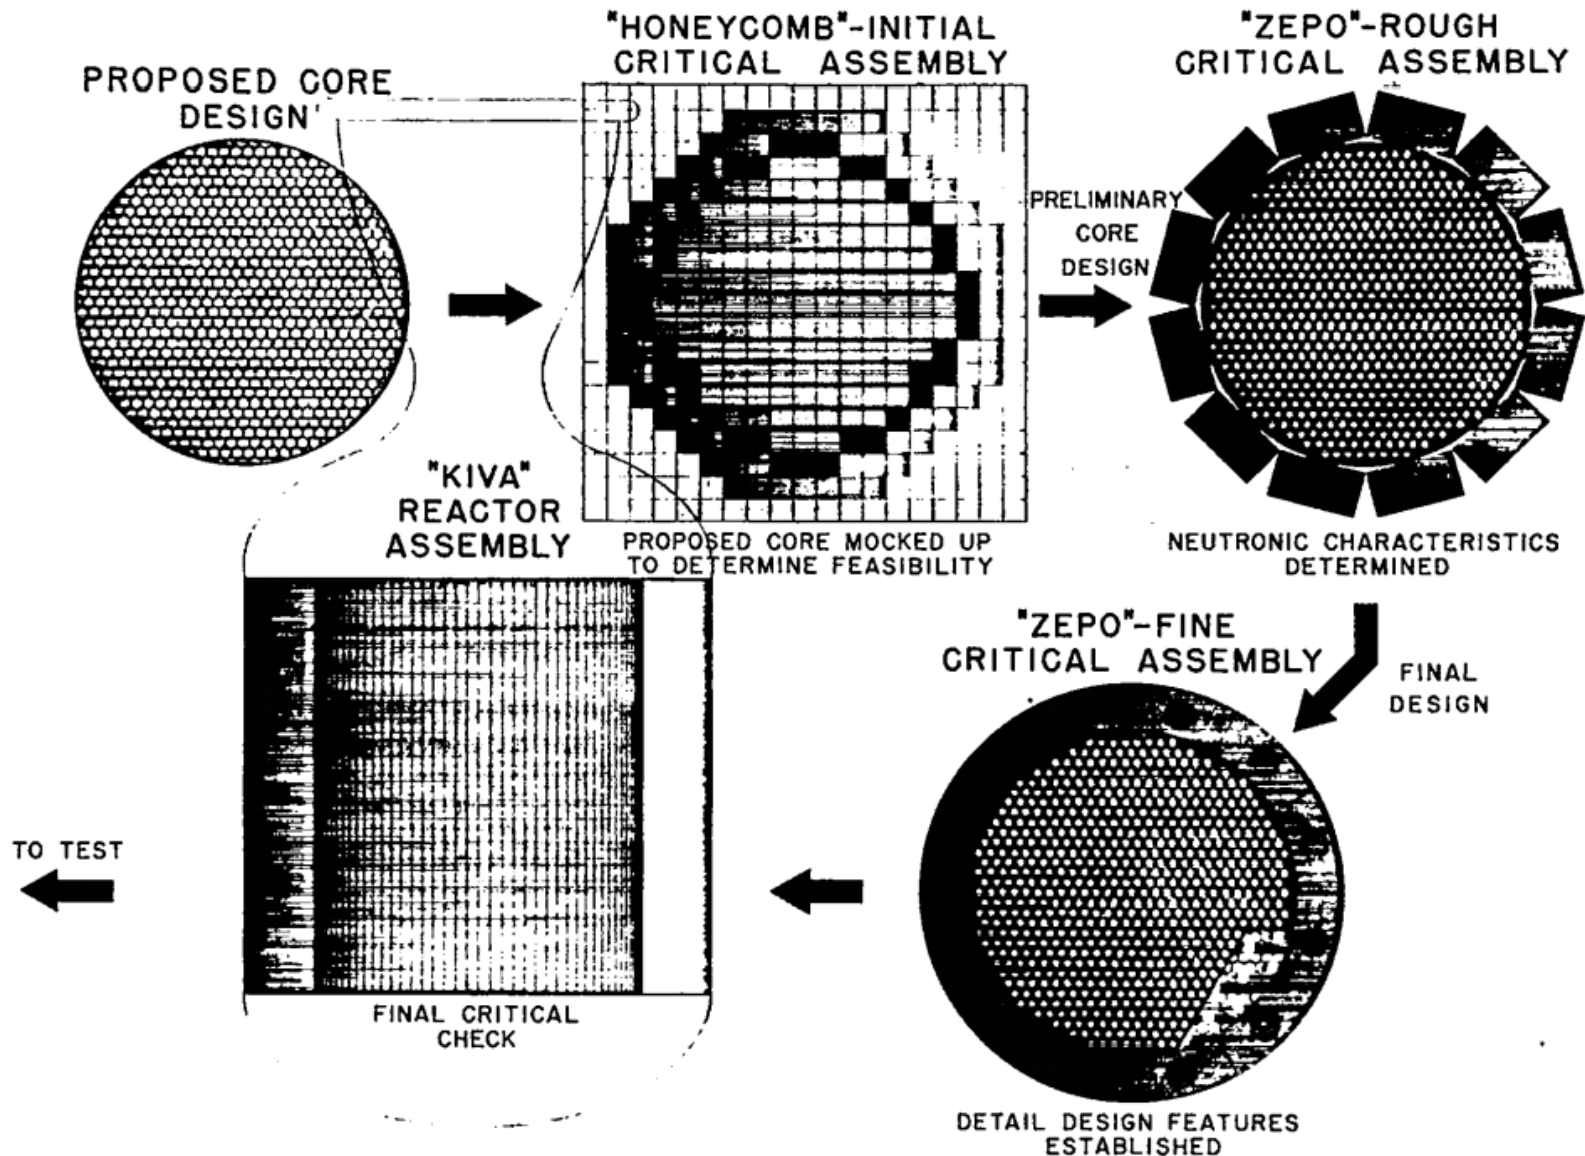 PROPOSED CORE
DESIGN
"HONEYCOMB"-INITIAL
CRITICAL ASSEMBLY
PROPOSED CORE MOCKED UP
TO DETERMINE FEASIBILITY
PRELIMINARY
CORE
DESIGN
"ZEPO"-ROUGH
CRITICAL ASSEMBLY
NEUTRONIC CHARACTERISTICS
DETERMINED
FINAL
DESIGN
"ZEPO"-FINE
CRITICAL ASSEMBLY
DETAIL DESIGN FEATURES
ESTABLISHED
"KIVA"
REACTOR
ASSEMBLY
FINAL CRITICAL
CHECK
TO TEST